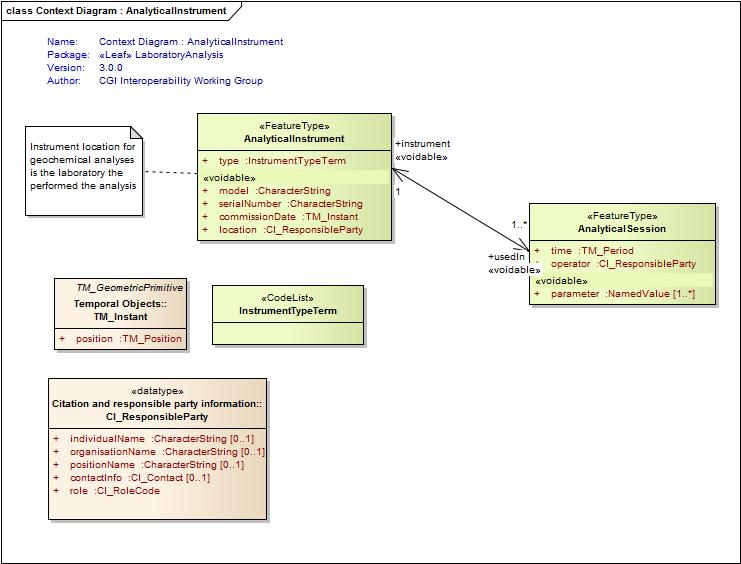 class Context Diagram : AnalyticalInstrument
Name: Context Diagram : AnalyticalInstrument
Package: «Leaf» LaboratoryAnalysis
Version: 3.0.0
Author: CGI Interoperability Working Group
Instrument location for
geochemical analyses
is the laboratory the
performed the analysis
«FeatureType»
AnalyticalInstrument
+ type :InstrumentTypeTerm
«voidable»
+ model :CharacterString
+ serialNumber :CharacterString
+ commissionDate :TM_Instant
+ location :CI_ResponsibleParty
+instrument
«voidable»
1
1..*
+usedIn
«voidable»
«FeatureType»
AnalyticalSession
+ time :TM_Period
+ operator :CI_ResponsibleParty
«voidable»
+ parameter :NamedValue [1..*]
TM_GeometricPrimitive
Temporal Objects::
TM_Instant
+ position :TM_Position
«CodeList»
InstrumentTypeTerm
«datatype»
Citation and responsible party information::
CI_ResponsibleParty
+ individualName :CharacterString [0..1]
+ organisationName :CharacterString [0..1]
+ positionName :CharacterString [0..1]
+ contactInfo :CI_Contact [0..1]
+ role :CI_RoleCode